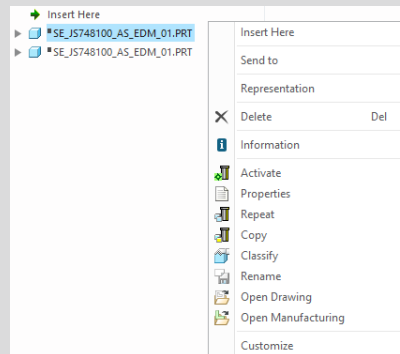 Insert Here
SE_JS748100_AS_EDM_01.PRT
SE_JS748100_AS_EDM_01.PRT
Insert Here
Send to
Representation
Delete Del
Information
Activate
Properties
Repeat
Copy
Classify
Rename
Open Drawing
Open Manufacturing
Customize